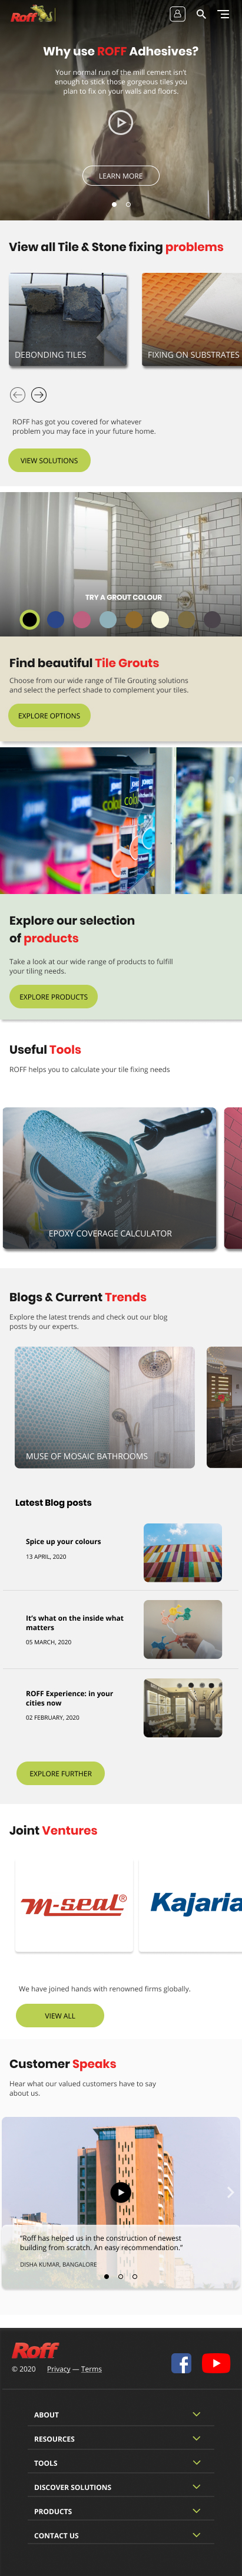 Roff
Why use ROFF Adhesives?
Your normal run of the mill cement isn't
enough to stick those gorgeous tiles you
plan to fix on your walls and floors.
LEARN MORE
View all Tile & Stone fixing problems
DEBONDING TILES
FIXING ON SUBSTRATES
ROFF has got you covered for whatever
problem you may face in your future home.
VIEW SOLUTIONS
TRY A GROUT COLOUR
Find beautiful Tile Grouts
Choose from our wide range of Tile Grouting solutions
and select the perfect shade to complement your tiles.
EXPLORE OPTIONS
color
Explore our selection
of products
Take a look at our wide range of products to fulfill
your tiling needs.
EXPLORE PRODUCTS
Useful Tools
ROFF helps you to calculate your tile fixing needs
EPOXY COVERAGE CALCULATOR
Blogs & Current Trends
Explore the latest trends and check out our blog
posts by our experts.
MUSE OF MOSAIC BATHROOMS
Latest Blog posts
Spice up your colours
13 APRIL, 2020
It's what on the inside what
matters
05 MARCH, 2020
ROFF Experience: in your
cities now
02 FEBRUARY, 2020
EXPLORE FURTHER
Joint Ventures
m-seal®
Kajaria
We have joined hands with renowned firms globally.
VIEW ALL
Customer Speaks
Hear what our valued customers have to say
about us.
"Roff has helped us in the construction of newest
building from scratch. An easy recommendation."
DISHA KUMAR, BANGALORE
Roff
© 2020 Privacy — Terms
ABOUT
RESOURCES
TOOLS
DISCOVER SOLUTIONS
PRODUCTS
CONTACT US